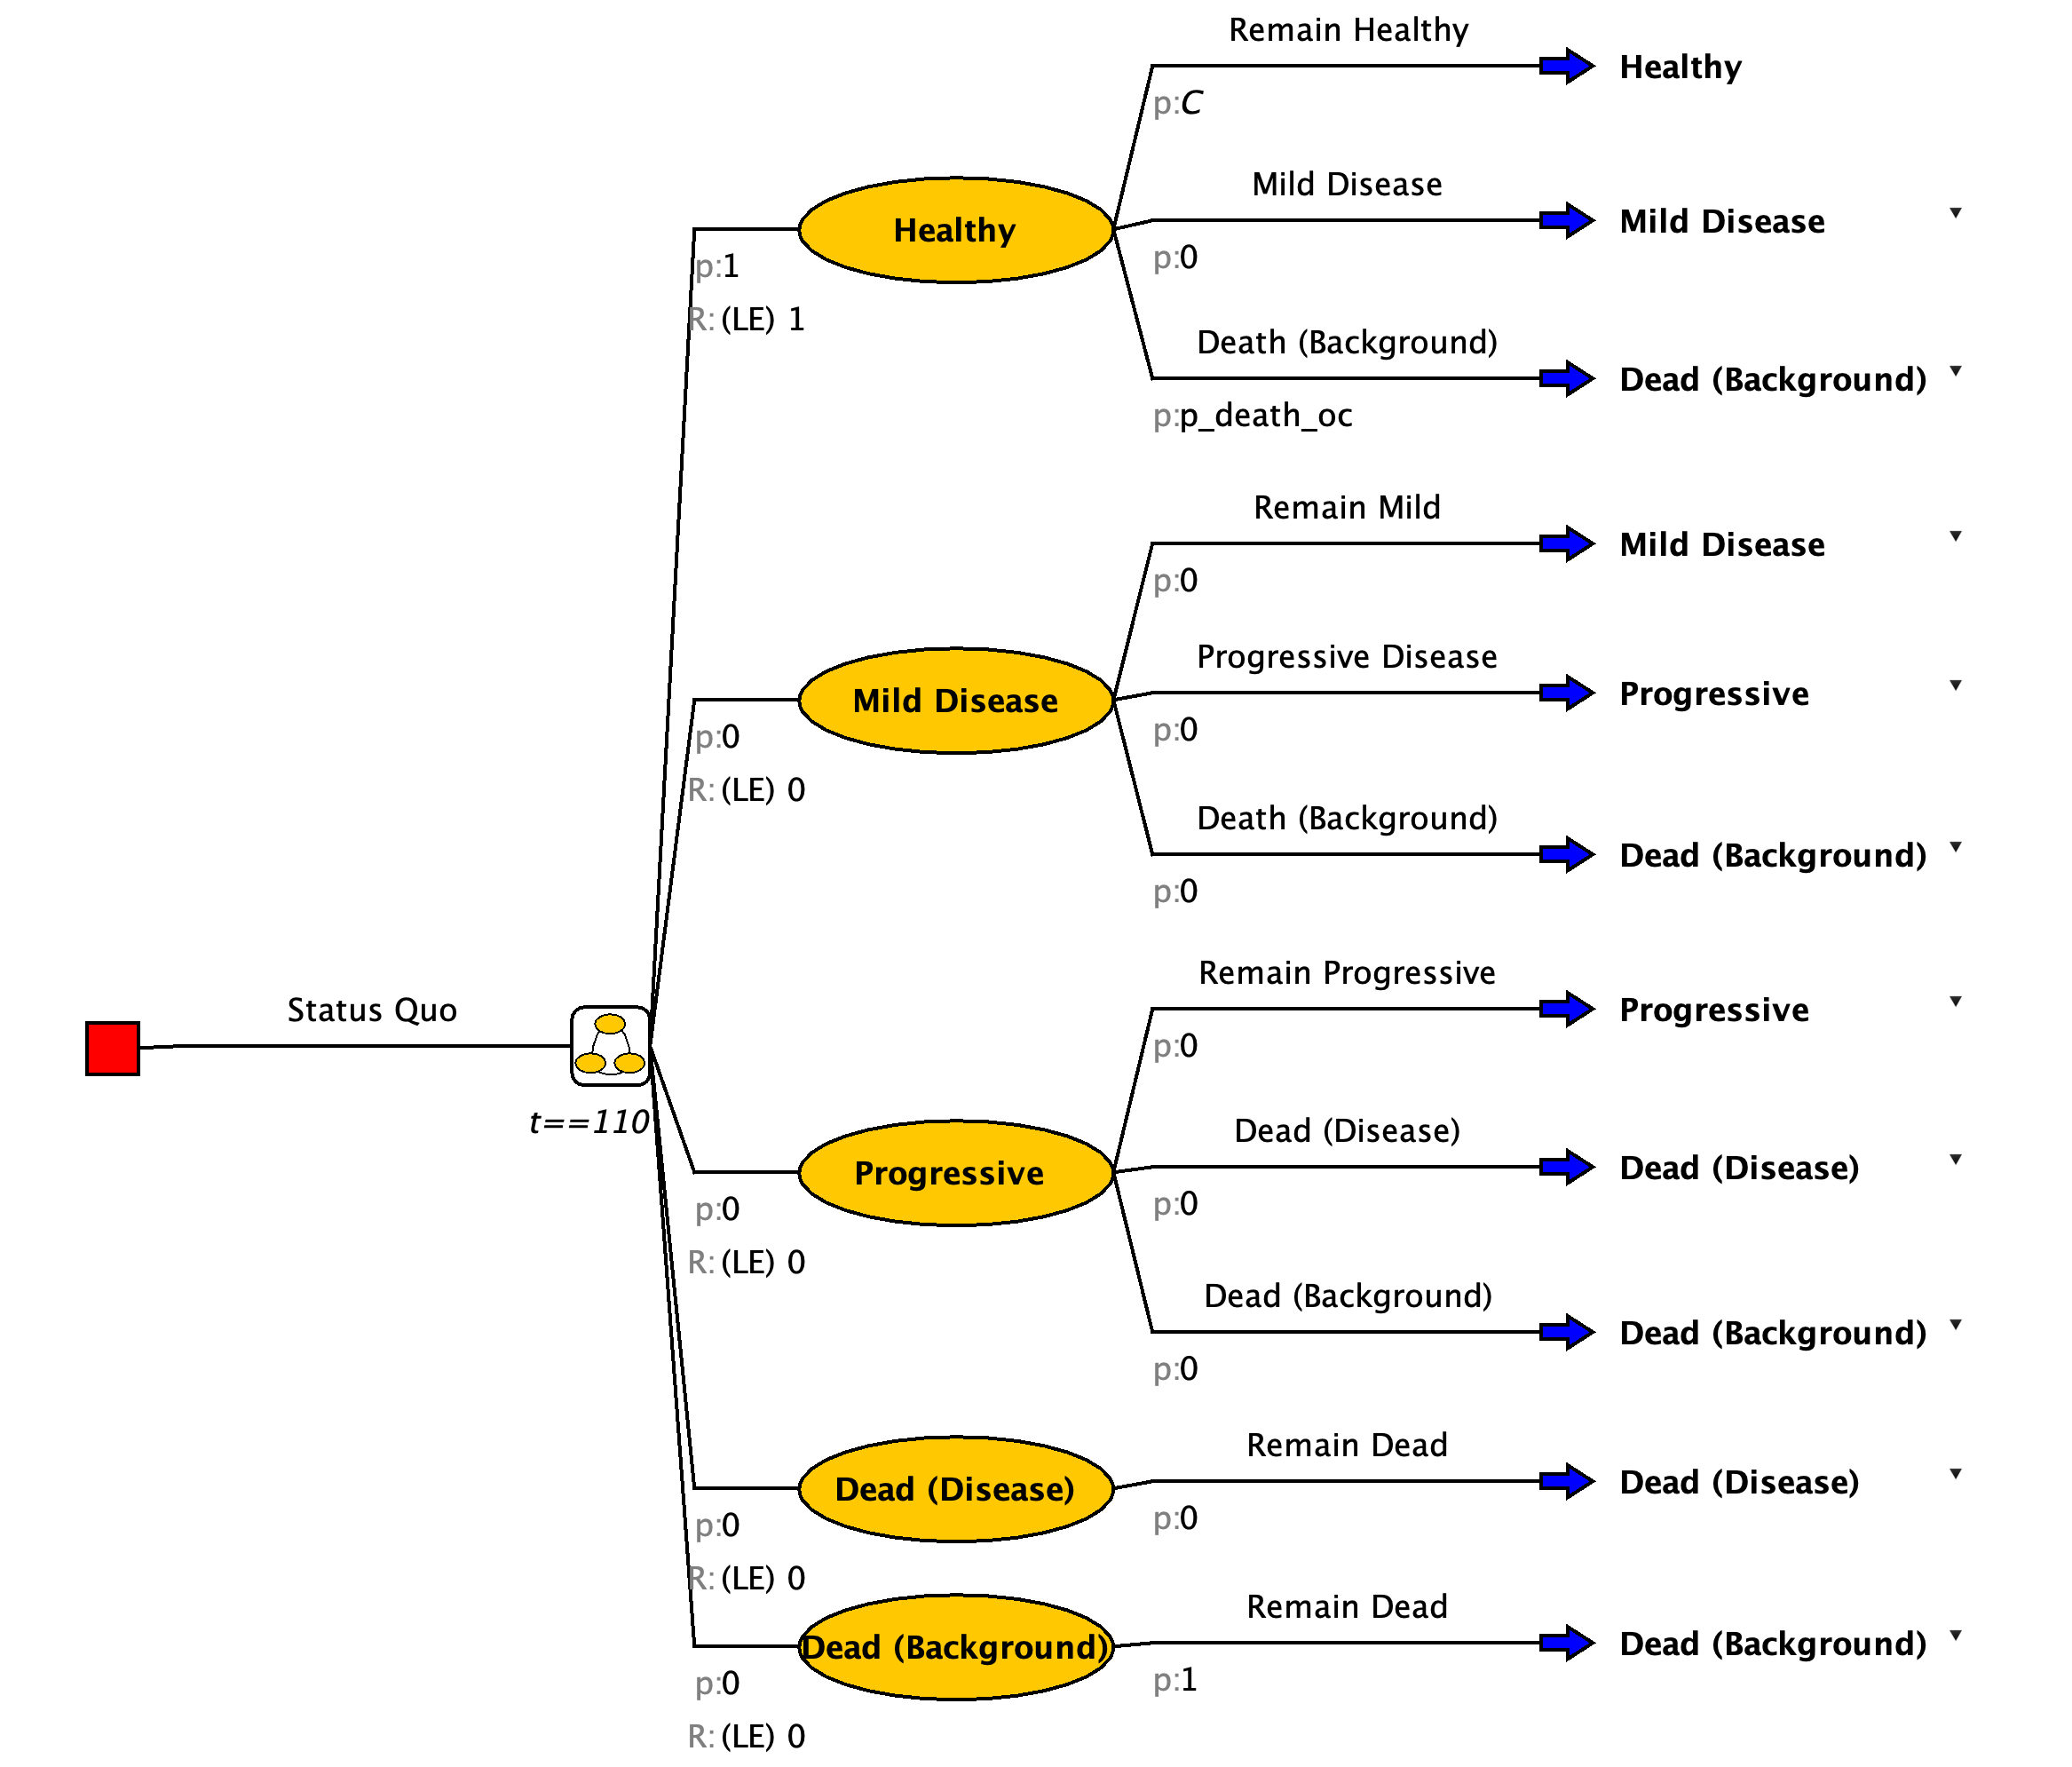 Remain Healthy
Healthy
p:C
Mild Disease
Mild Disease
p:0
Healthy
p:1
R: (LE) 1
Death (Background)
Dead (Background)
p:p_death_oc
Remain Mild
Mild Disease
p:0
Progressive Disease
Progressive
p:0
Mild Disease
p:0
R: (LE) 0
Death (Background)
Dead (Background)
p:0
Status Quo
t==110
Remain Progressive
Progressive
p:0
Dead (Disease)
Dead (Disease)
p:0
Progressive
p:0
R: (LE) 0
Dead (Background)
Dead (Background)
p:0
Remain Dead
Dead (Disease)
p:0
Dead (Disease)
p:0
R: (LE) 0
Remain Dead
Dead (Background)
p:1
Dead (Background)
p:0
R: (LE) 0